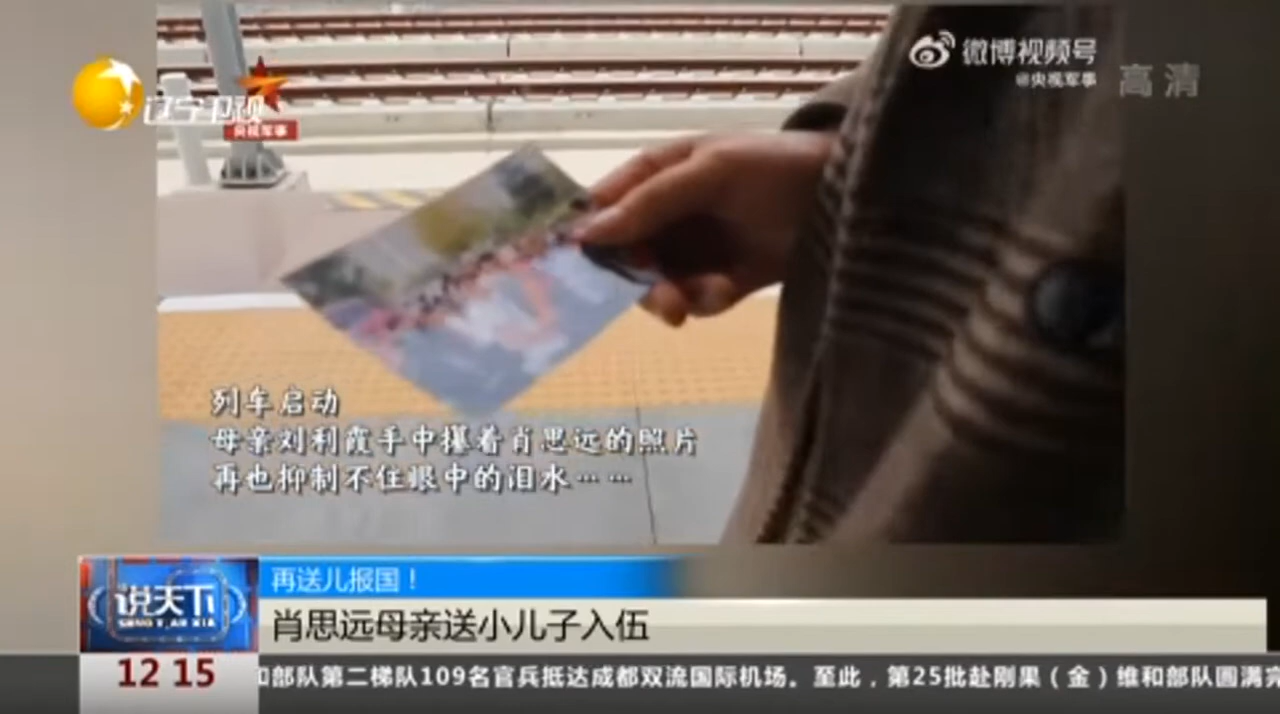 微博视频号
@央视军事
高清
辽宁卫视
央视军事
列车启动
母亲刘利霞手中攥着肖思远的照片
再也抑制不住眼中的泪水……
再送儿报国！
说天下
SHUO TIAN XIA
肖思远母亲送小儿子入伍
12 15
和部队第二梯队109名官兵抵达成都双流国际机场。至此，第25批赴刚果（金）维和部队圆满完